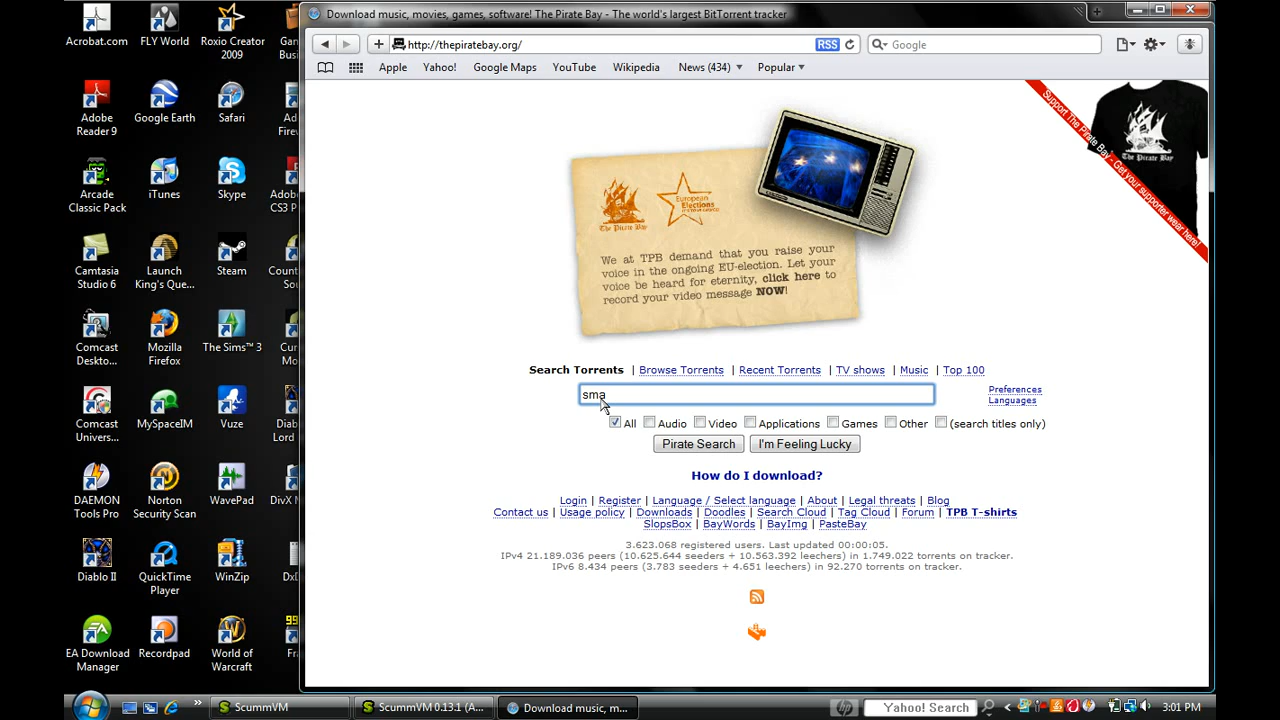 Acrobat.com
FLY World
Roxio Creator
2009
Adobe
Reader 9
Google Earth
Safari
Arcade
Classic Pack
iTunes
Skype
Camtasia
Studio 6
Launch
King's Que...
Steam
Comcast
Deskto...
Mozilla
Firefox
The Sims™ 3
Comcast
Univers...
MySpaceIM
Vuze
DAEMON
Tools Pro
Norton
Security Scan
WavePad
Diablo II
QuickTime
Player
WinZip
EA Download
Manager
Recordpad
World of
Warcraft
Download music, movies, games, software! The Pirate Bay - The world's largest BitTorrent tracker
http://thepiratebay.org/
RSS
Google
Apple
Yahoo!
Google Maps
YouTube
Wikipedia
News (434)
Popular
Support The Pirate Bay - Get your supporter wear here!
The Pirate Bay
The Pirate Bay
European
Elections
We at TPB demand that you raise your
voice in the ongoing EU-election. Let your
voice be heard for eternity, click here to
record your video message NOW!
Search Torrents | Browse Torrents | Recent Torrents | TV shows | Music | Top 100
sma
Preferences
Languages
All Audio Video Applications Games Other (search titles only)
Pirate Search I'm Feeling Lucky
How do I download?
Login | Register | Language / Select language | About | Legal threats | Blog
Contact us | Usage policy | Downloads | Doodles | Search Cloud | Tag Cloud | Forum | TPB T-shirts
SlopsBox | BayWords | BayImg | PasteBay
3.623.068 registered users. Last updated 00:00:05.
IPv4 21.189.036 peers (10.625.644 seeders + 10.563.392 leechers) in 1.749.022 torrents on tracker.
IPv6 8.434 peers (3.783 seeders + 4.651 leechers) in 92.270 torrents on tracker.
ScummVM
ScummVM 0.13.1 (A...
Download music, m...
hp
Yahoo! Search
3:01 PM